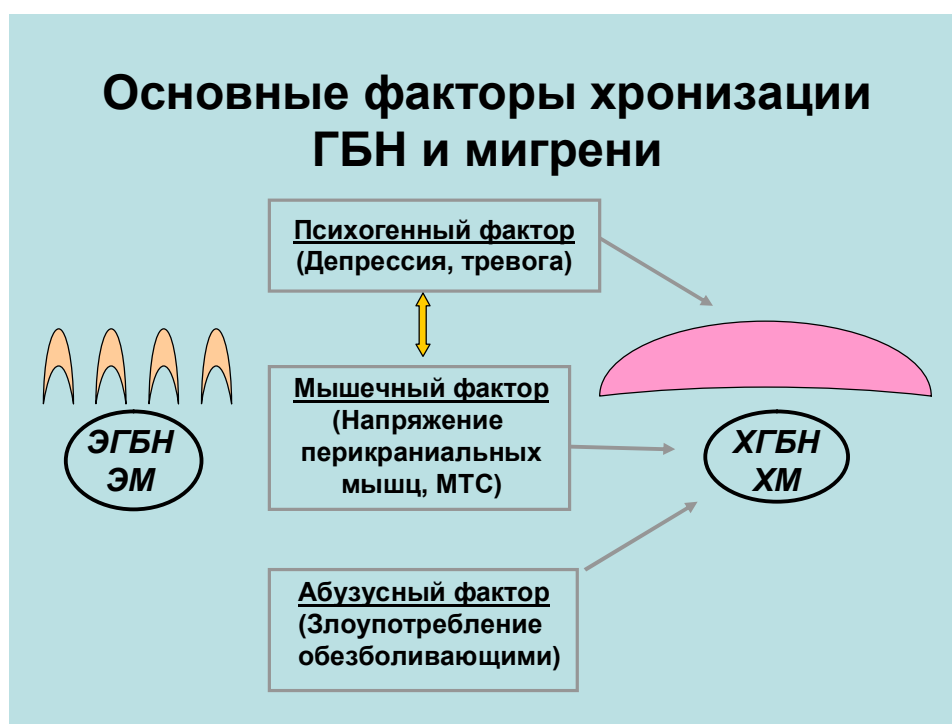 Основные факторы хронизации
ГБН и мигрени
Психогенный фактор
(Депрессия, тревога)
ЭГБН
ЭМ
Мышечный фактор
(Напряжение
перикраниальных
мышц, МТС)
ХГБН
ХМ
Абузусный фактор
(Злоупотребление
обезболивающими)